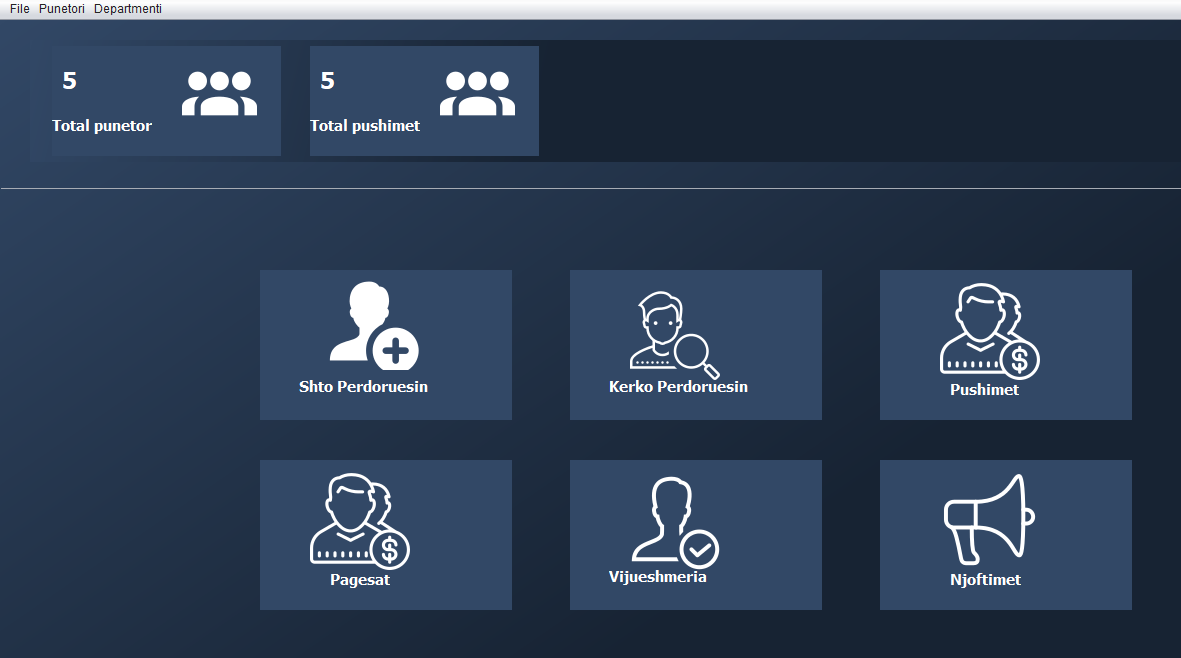 File Punetori Departmenti
5
Total punetor
5
Total pushimet
Shto Perdoruesin
Kerko Perdoruesin
Pushimet
Pagesat
Vijueshmeria
Njoftimet